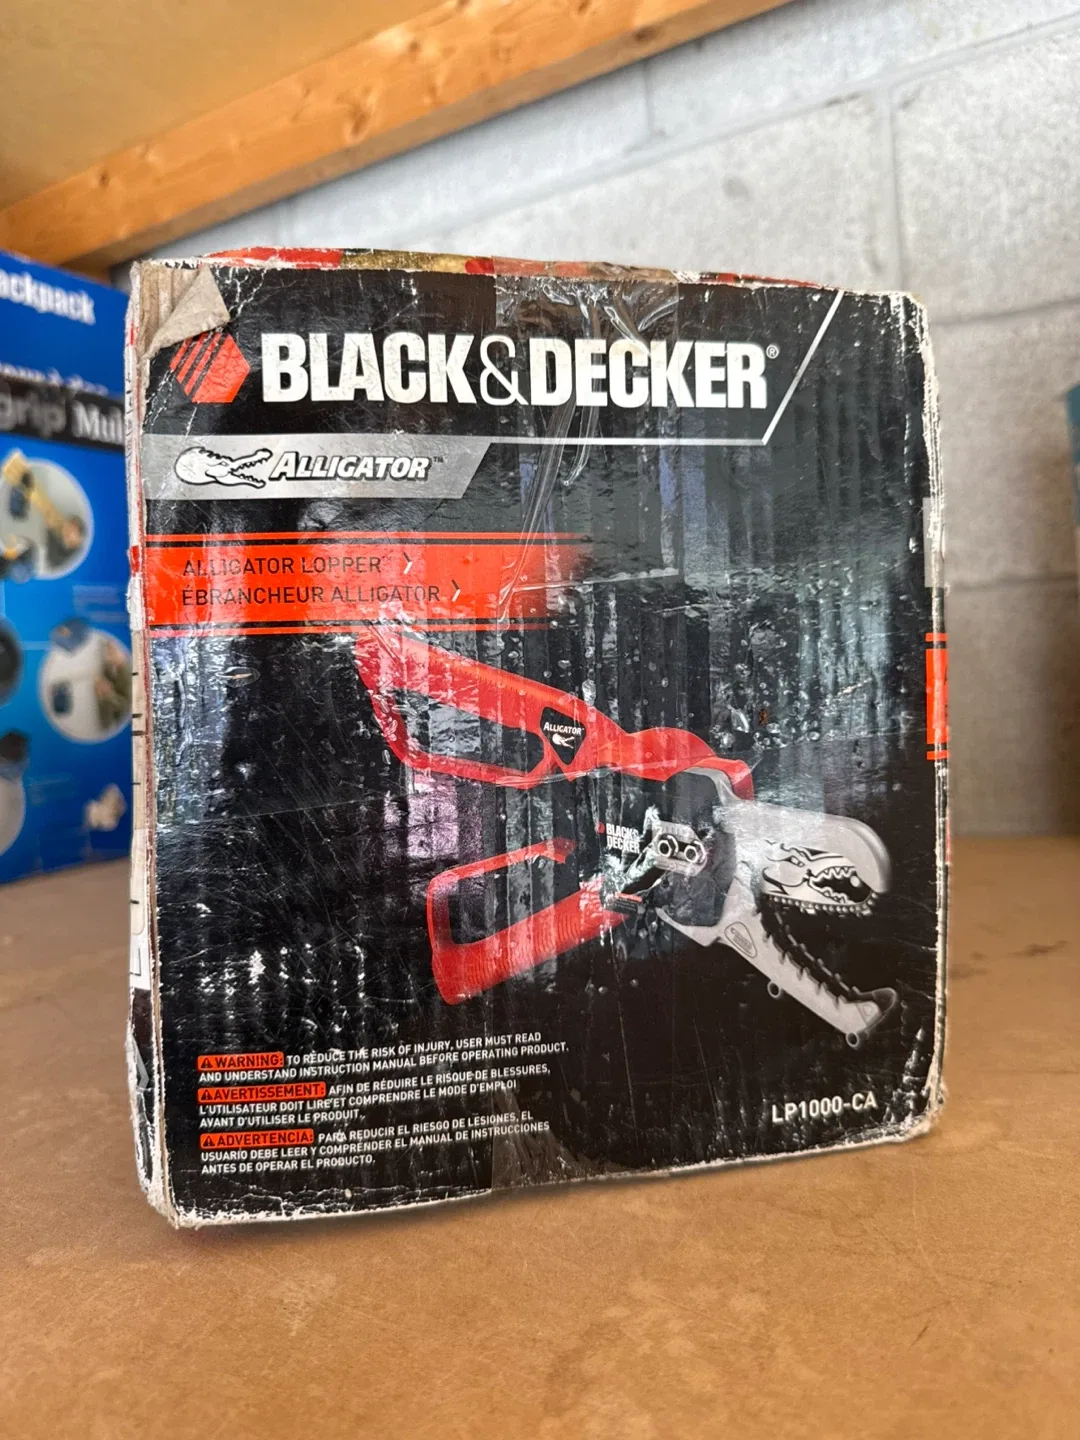 BLACK&DECKER®
ALLIGATOR™
ALLIGATOR LOPPER
ÉBRANCHEUR ALLIGATOR
ALLIGATOR
BLACK&
DECKER
⚠ WARNING: TO REDUCE THE RISK OF INJURY, USER MUST READ
AND UNDERSTAND INSTRUCTION MANUAL BEFORE OPERATING PRODUCT.
⚠ AVERTISSEMENT: AFIN DE RÉDUIRE LE RISQUE DE BLESSURES,
L'UTILISATEUR DOIT LIRE ET COMPRENDRE LE MODE D'EMPLOI
AVANT D'UTILISER LE PRODUIT.
⚠ ADVERTENCIA: PARA REDUCIR EL RIESGO DE LESIONES, EL
USUARIO DEBE LEER Y COMPRENDER EL MANUAL DE INSTRUCCIONES
ANTES DE OPERAR EL PRODUCTO.
LP1000-CA
ackpack
grip Mul